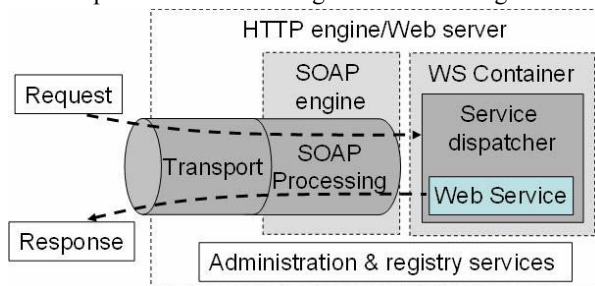 HTTP engine/Web server
SOAP
engine
WS Container
Request
Service
dispatcher
Transport
SOAP
Processing
Web Service
Response
Administration & registry services